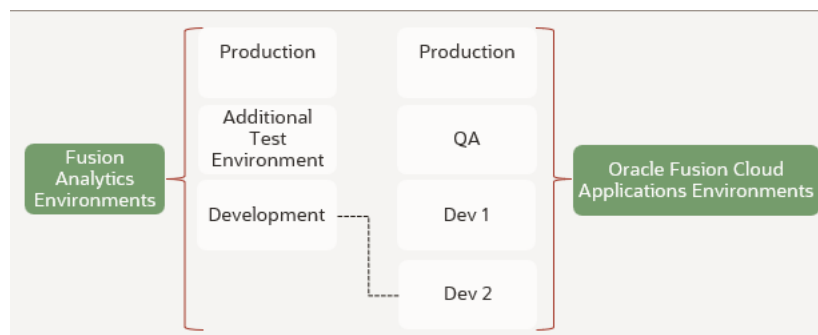 Fusion
Analytics
Environments
Production
Additional
Test
Environment
Development
Production
QA
Dev 1
Dev 2
Oracle Fusion Cloud
Applications Environments